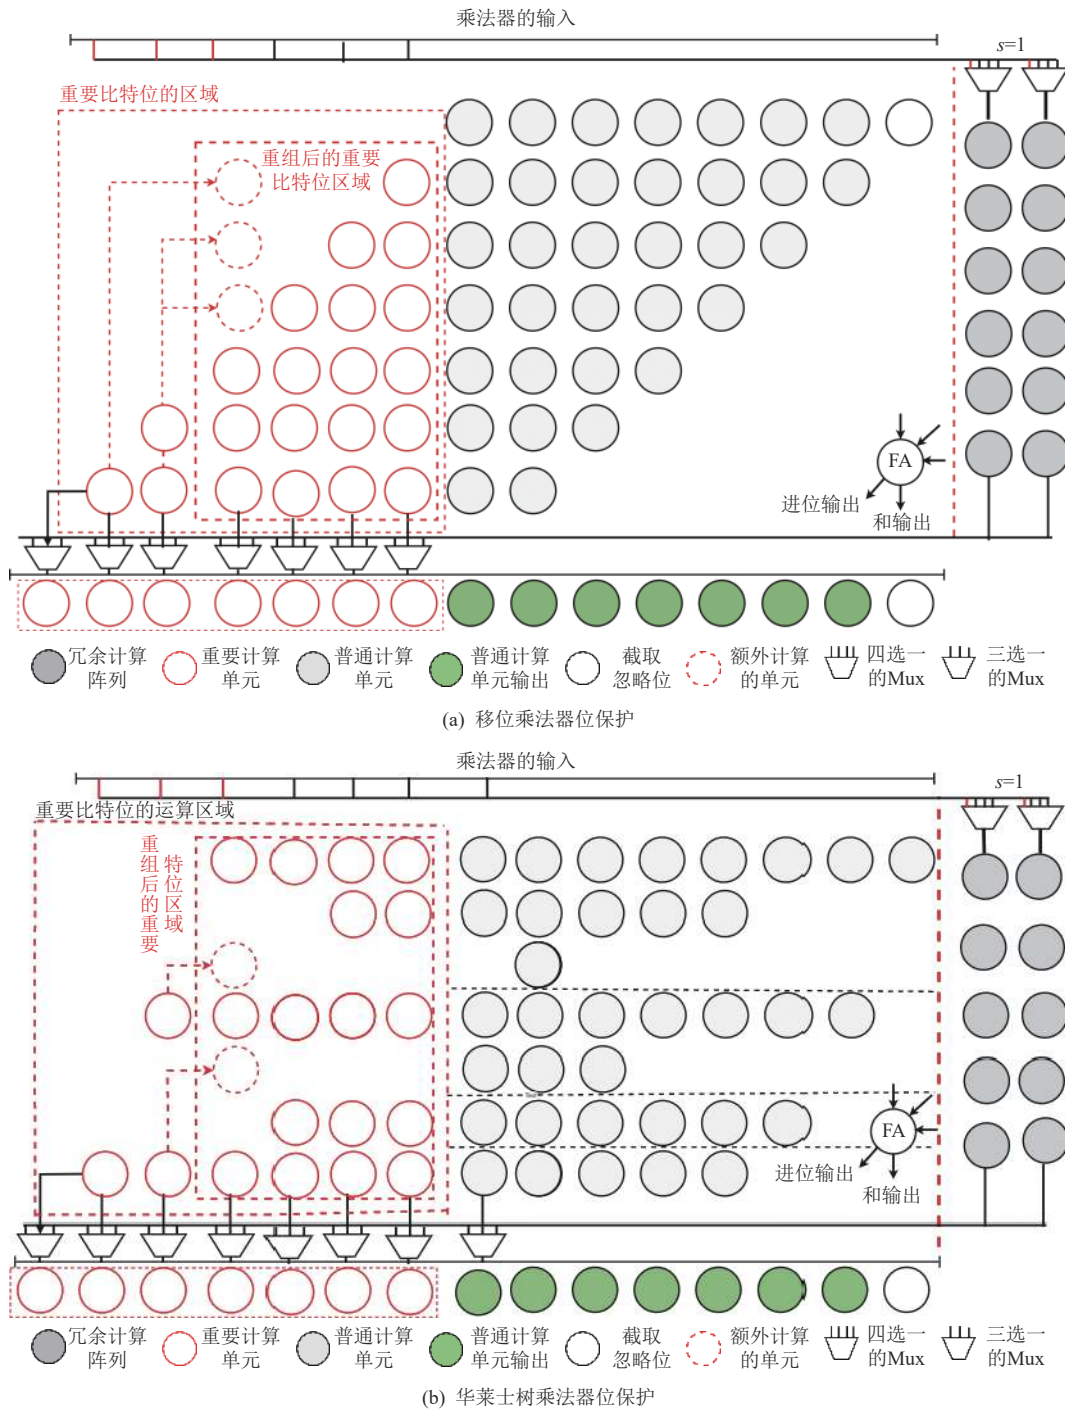 乘法器的输入
s=1
重要比特位的区域
重组后的重要
比特位区域
FA
进位输出
和输出
冗余计算
阵列
重要计算
单元
普通计算
单元
普通计算
单元输出
截取
忽略位
额外计算
的单元
四选一
的Mux
三选一
的Mux
(a) 移位乘法器位保护
乘法器的输入
s=1
重要比特位的运算区域
重组后的重要
特位区域
FA
进位输出
和输出
冗余计算
阵列
重要计算
单元
普通计算
单元
普通计算
单元输出
截取
忽略位
额外计算
的单元
四选一
的Mux
三选一
的Mux
(b) 华莱士树乘法器位保护